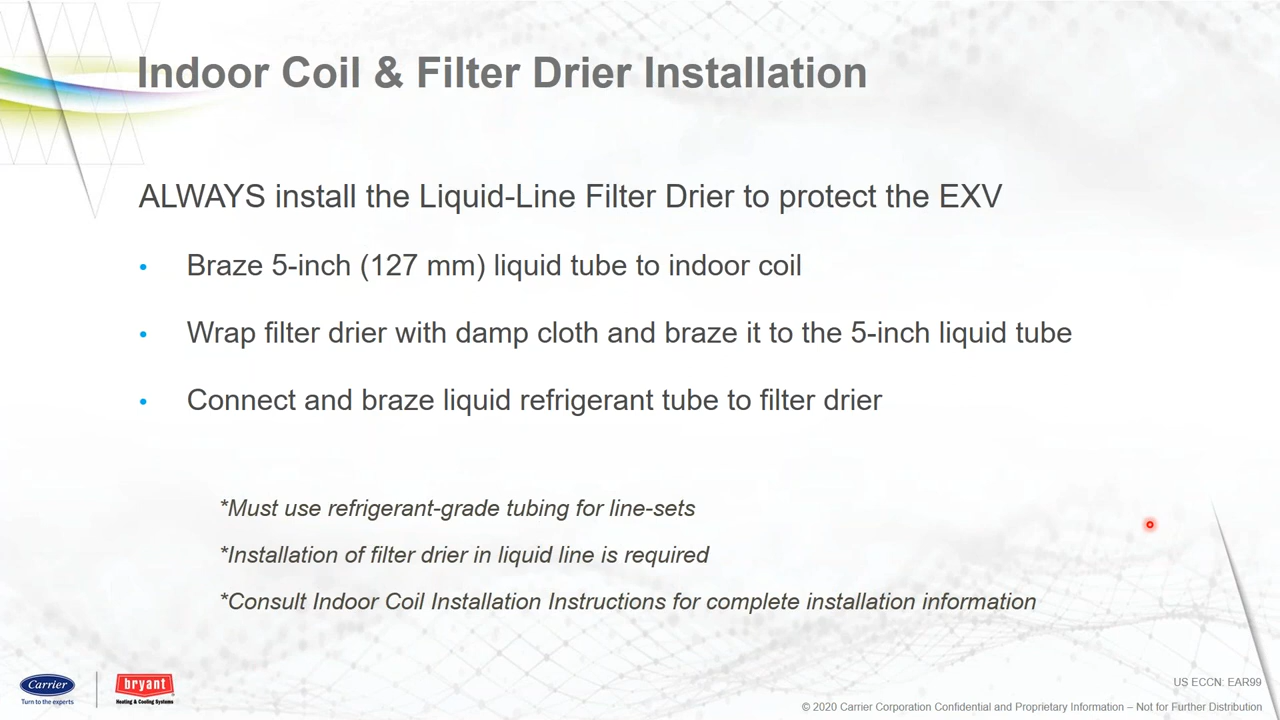 Indoor Coil & Filter Drier Installation
ALWAYS install the Liquid-Line Filter Drier to protect the EXV
• Braze 5-inch (127 mm) liquid tube to indoor coil
• Wrap filter drier with damp cloth and braze it to the 5-inch liquid tube
• Connect and braze liquid refrigerant tube to filter drier
*Must use refrigerant-grade tubing for line-sets
*Installation of filter drier in liquid line is required
*Consult Indoor Coil Installation Instructions for complete installation information
Carrier
Turn to the experts
bryant
Heating & Cooling Systems
US ECCN: EAR99
© 2020 Carrier Corporation Confidential and Proprietary Information – Not for Further Distribution